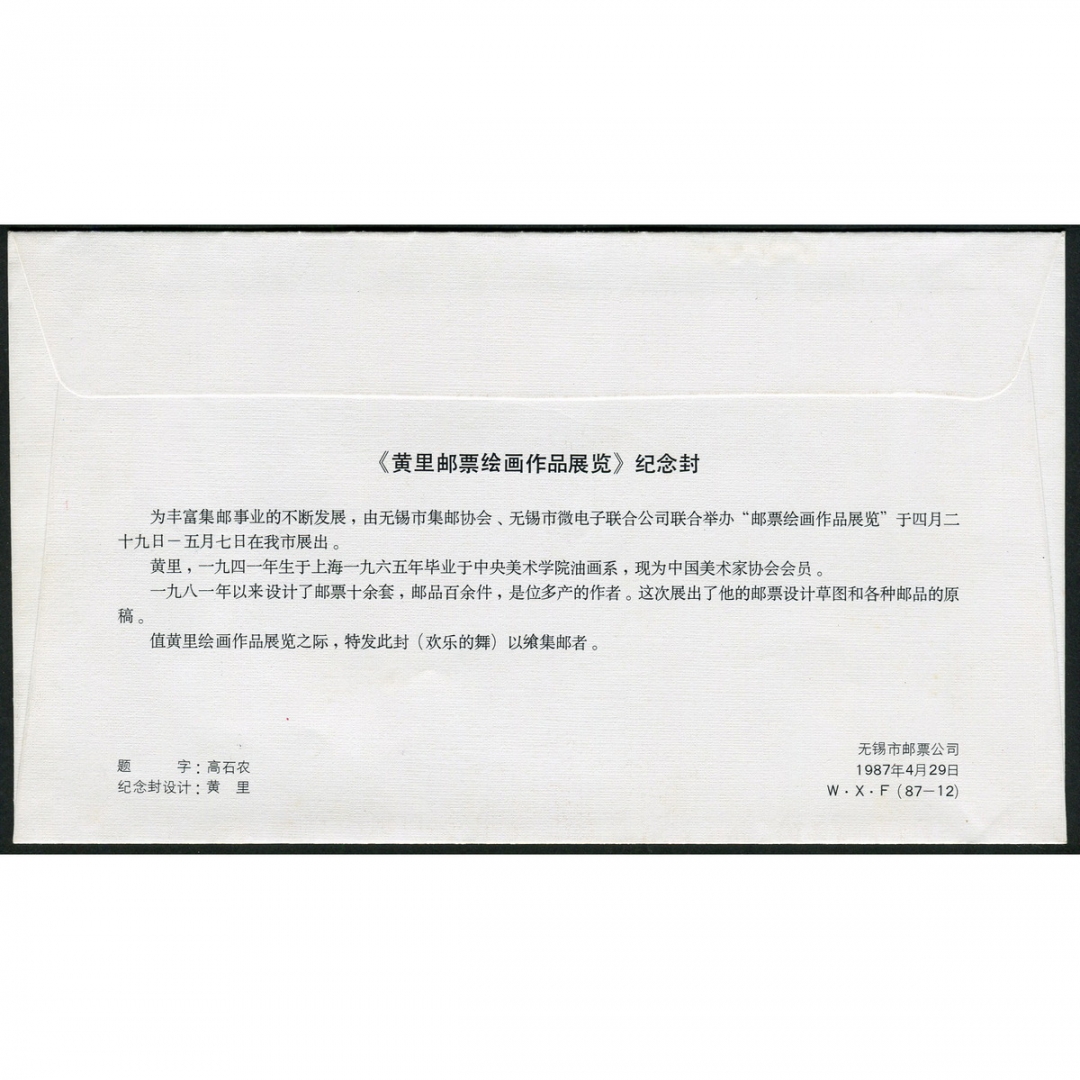 《黄里邮票绘画作品展览》纪念封
为丰富集邮事业的不断发展，由无锡市集邮协会、无锡市微电子联合公司联合举办“邮票绘画作品展览”于四月二
十九日－五月七日在我市展出。
黄里，一九四一年生于上海一九六五年毕业于中央美术学院油画系，现为中国美术家协会会员。
一九八一年以来设计了邮票十余套，邮品百余件，是位多产的作者。这次展出了他的邮票设计草图和各种邮品的原
稿。
值黄里绘画作品展览之际，特发此封（欢乐的舞）以飨集邮者。
题　　字：高石农
纪念封设计：黄　里
无锡市邮票公司
1987年4月29日
W·X·F（87—12）